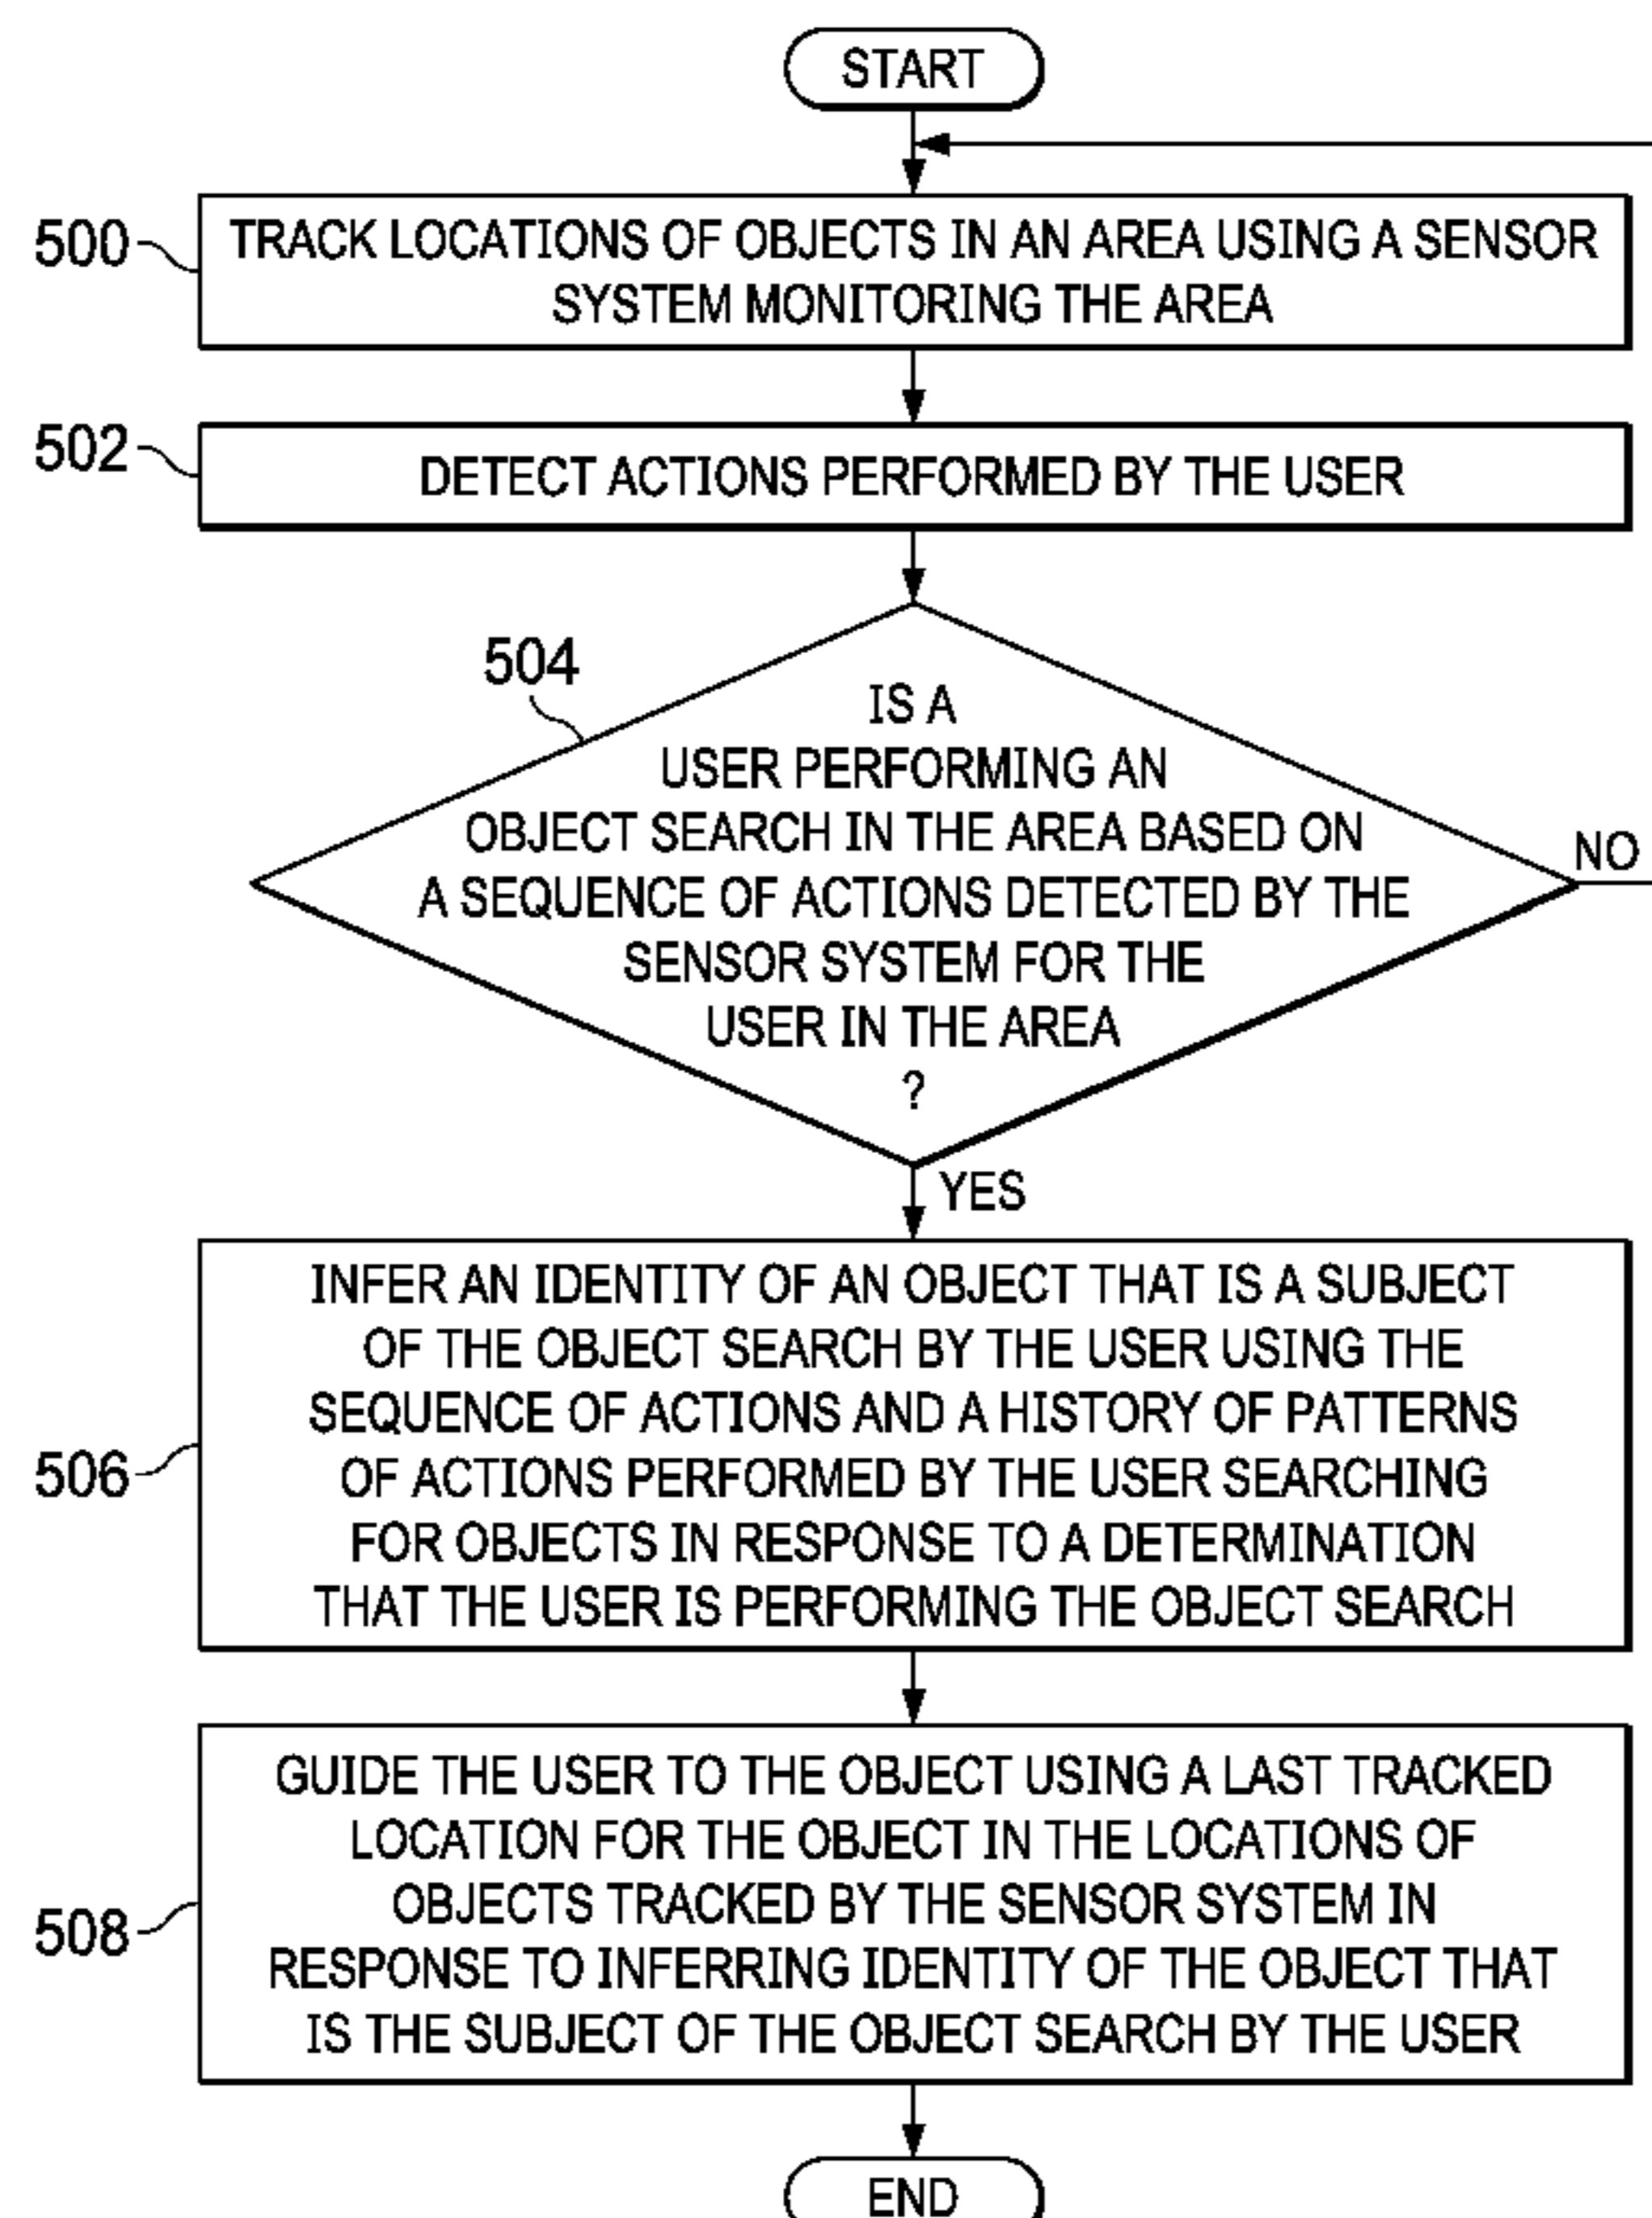 START
500
TRACK LOCATIONS OF OBJECTS IN AN AREA USING A SENSOR
SYSTEM MONITORING THE AREA
502
DETECT ACTIONS PERFORMED BY THE USER
504
IS A
USER PERFORMING AN
OBJECT SEARCH IN THE AREA BASED ON
A SEQUENCE OF ACTIONS DETECTED BY THE
SENSOR SYSTEM FOR THE
USER IN THE AREA
?
NO
YES
506
INFER AN IDENTITY OF AN OBJECT THAT IS A SUBJECT
OF THE OBJECT SEARCH BY THE USER USING THE
SEQUENCE OF ACTIONS AND A HISTORY OF PATTERNS
OF ACTIONS PERFORMED BY THE USER SEARCHING
FOR OBJECTS IN RESPONSE TO A DETERMINATION
THAT THE USER IS PERFORMING THE OBJECT SEARCH
508
GUIDE THE USER TO THE OBJECT USING A LAST TRACKED
LOCATION FOR THE OBJECT IN THE LOCATIONS OF
OBJECTS TRACKED BY THE SENSOR SYSTEM IN
RESPONSE TO INFERRING IDENTITY OF THE OBJECT THAT
IS THE SUBJECT OF THE OBJECT SEARCH BY THE USER
END